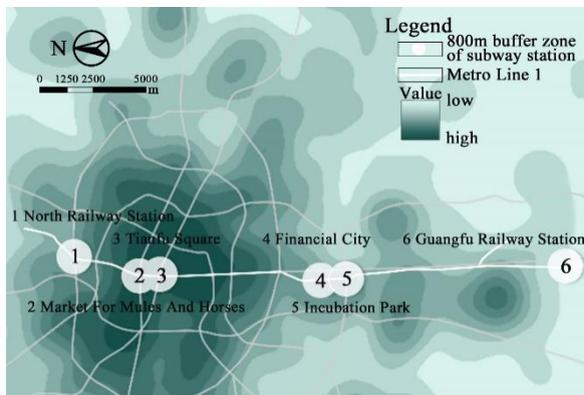 N
0 1250 2500 5000
m
Legend
800m buffer zone
of subway station
Metro Line 1
Value
low
high
1 North Railway Station
3 Tianfu Square
4 Financial City
6 Guangfu Railway Station
1
2
3
4
5
6
2 Market For Mules And Horses
5 Incubation Park